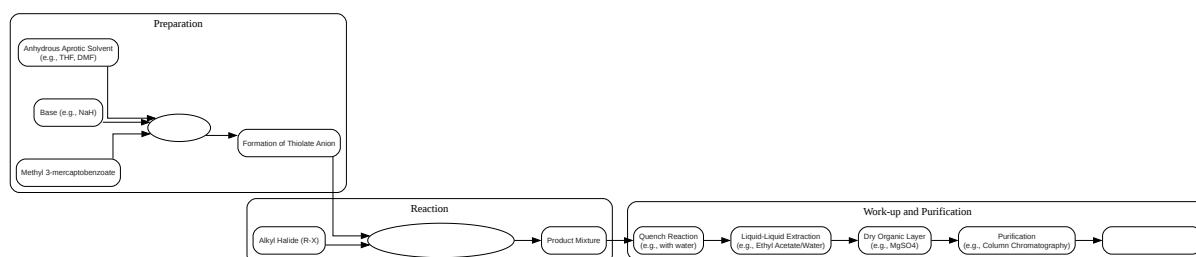 Preparation
Anhydrous Aprotic Solvent
(e.g., THF, DMF)
Base (e.g., NaH)
Methyl 3-mercaptobenzoate
Formation of Thiolate Anion
Reaction
Alkyl Halide (R-X)
Product Mixture
Work-up and Purification
Quench Reaction
(e.g., with water)
Liquid-Liquid Extraction
(e.g., Ethyl Acetate/Water)
Dry Organic Layer
(e.g., MgSO4)
Purification
(e.g., Column Chromatography)